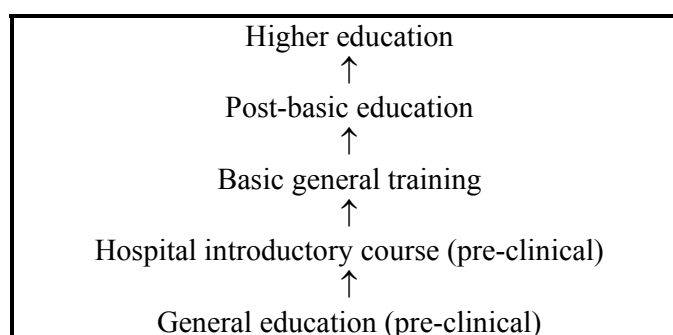 Higher education
↑
Post-basic education
↑
Basic general training
↑
Hospital introductory course (pre-clinical)
↑
General education (pre-clinical)